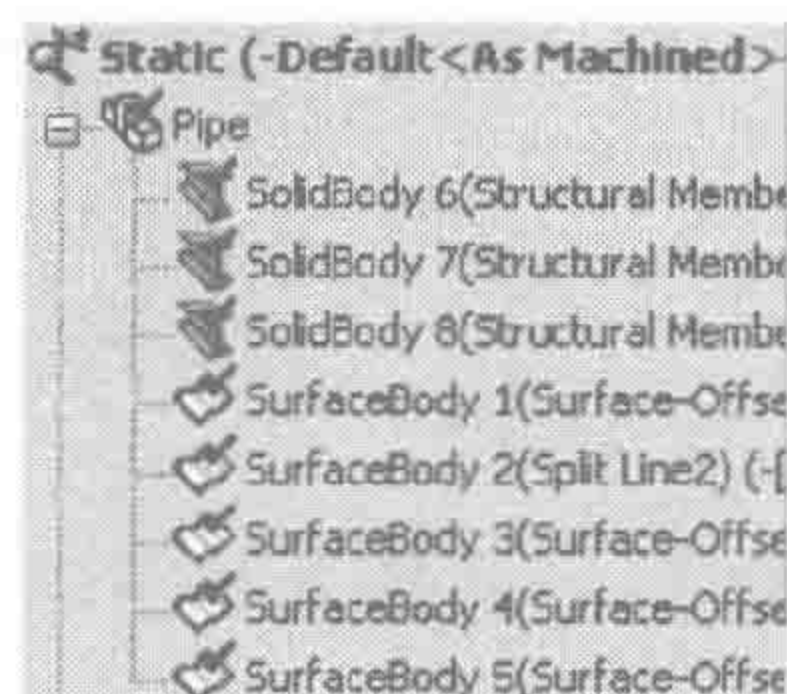 Static (-Default<As Machined>-
Pipe
SolidBody 6(Structural Membe
SolidBody 7(Structural Membe
SolidBody 8(Structural Membe
SurfaceBody 1(Surface-Offse
SurfaceBody 2(Split Line2) (-[
SurfaceBody 3(Surface-Offse
SurfaceBody 4(Surface-Offse
SurfaceBody 5(Surface-Offse